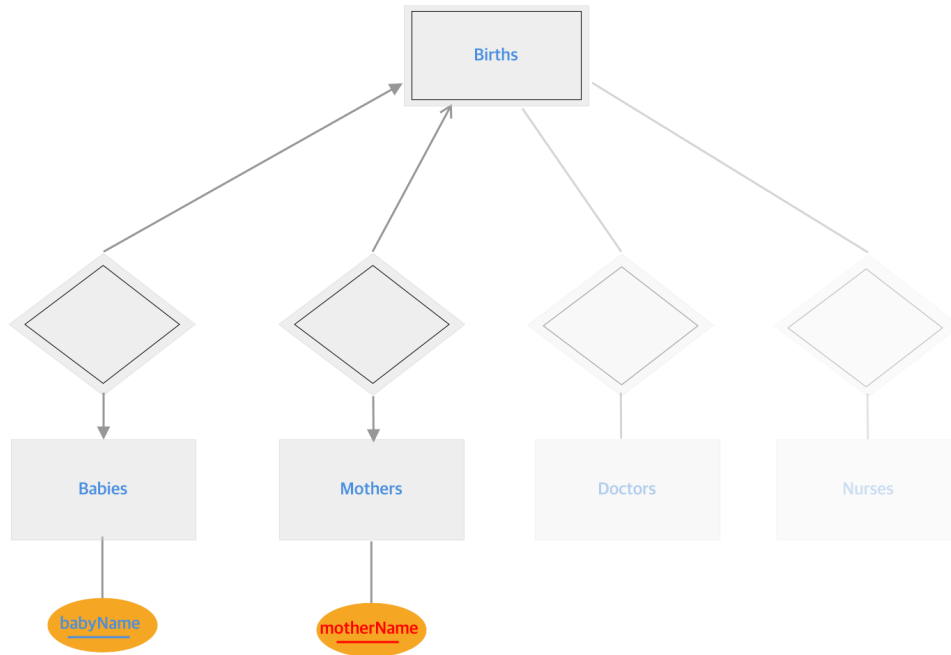 Births
Babies
Mothers
Doctors
Nurses
babyName
motherName